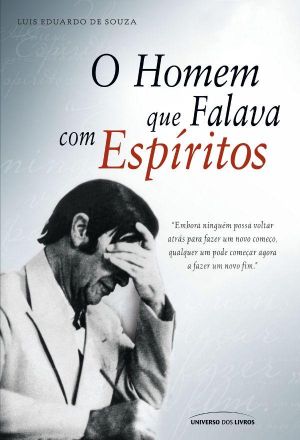 LUIS EDUARDO DE SOUZA
O Homem
que Falava
com Espíritos
"Embora ninguém possa voltar
atrás para fazer um novo começo,
qualquer um pode começar agora
a fazer um novo fim."
UNIVERSO DOS LIVROS